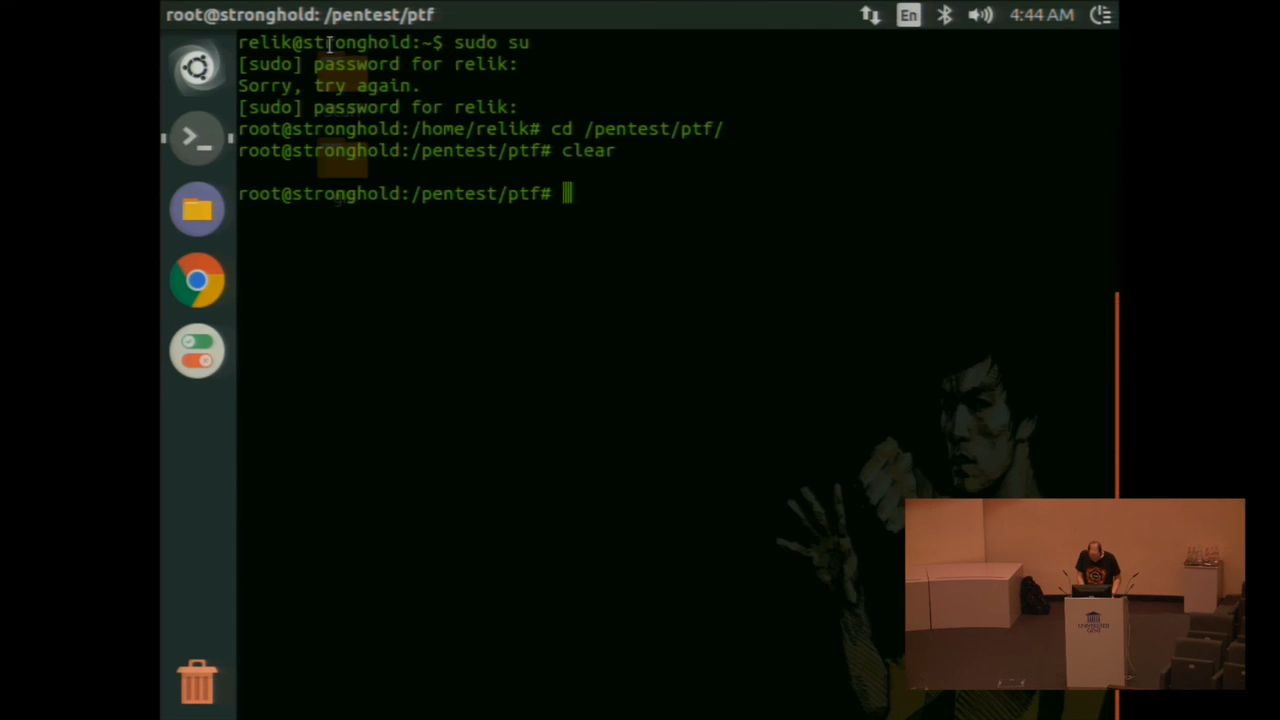 root@stronghold: /pentest/ptf
En
4:44 AM
relik@stronghold:~$ sudo su
[sudo] password for relik:
Sorry, try again.
[sudo] password for relik:
root@stronghold:/home/relik# cd /pentest/ptf/
root@stronghold:/pentest/ptf# clear
root@stronghold:/pentest/ptf#
UNIVERSITEIT
GENT